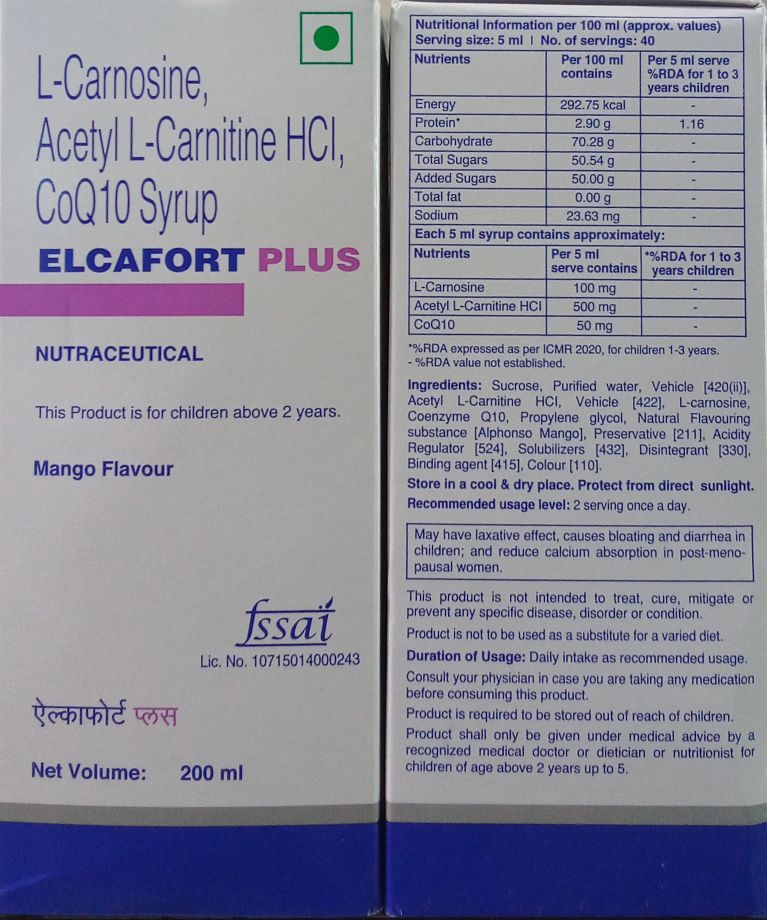 L-Carnosine,
Acetyl L-Carnitine HCl,
CoQ10 Syrup
ELCAFORT PLUS
NUTRACEUTICAL
This Product is for children above 2 years.
Mango Flavour
fssai
Lic. No. 10715014000243
ऐल्काफोर्ट प्लस
Net Volume: 200 ml
Nutritional Information per 100 ml (approx. values)
Serving size: 5 ml | No. of servings: 40
Nutrients Per 100 ml contains Per 5 ml serve %RDA for 1 to 3 years children
Energy 292.75 kcal -
Protein* 2.90 g 1.16
Carbohydrate 70.28 g -
Total Sugars 50.54 g -
Added Sugars 50.00 g -
Total fat 0.00 g -
Sodium 23.63 mg -
Each 5 ml syrup contains approximately:
Nutrients Per 5 ml serve contains *%RDA for 1 to 3 years children
L-Carnosine 100 mg -
Acetyl L-Carnitine HCl 500 mg -
CoQ10 50 mg -
*%RDA expressed as per ICMR 2020, for children 1-3 years.
- %RDA value not established.
Ingredients: Sucrose, Purified water, Vehicle [420(ii)],
Acetyl L-Carnitine HCl, Vehicle [422], L-carnosine,
Coenzyme Q10, Propylene glycol, Natural Flavouring
substance [Alphonso Mango], Preservative [211], Acidity
Regulator [524], Solubilizers [432], Disintegrant [330],
Binding agent [415], Colour [110].
Store in a cool & dry place. Protect from direct sunlight.
Recommended usage level: 2 serving once a day.
May have laxative effect, causes bloating and diarrhea in
children; and reduce calcium absorption in post-meno-
pausal women.
This product is not intended to treat, cure, mitigate or
prevent any specific disease, disorder or condition.
Product is not to be used as a substitute for a varied diet.
Duration of Usage: Daily intake as recommended usage.
Consult your physician in case you are taking any medication
before consuming this product.
Product is required to be stored out of reach of children.
Product shall only be given under medical advice by a
recognized medical doctor or dietician or nutritionist for
children of age above 2 years up to 5.